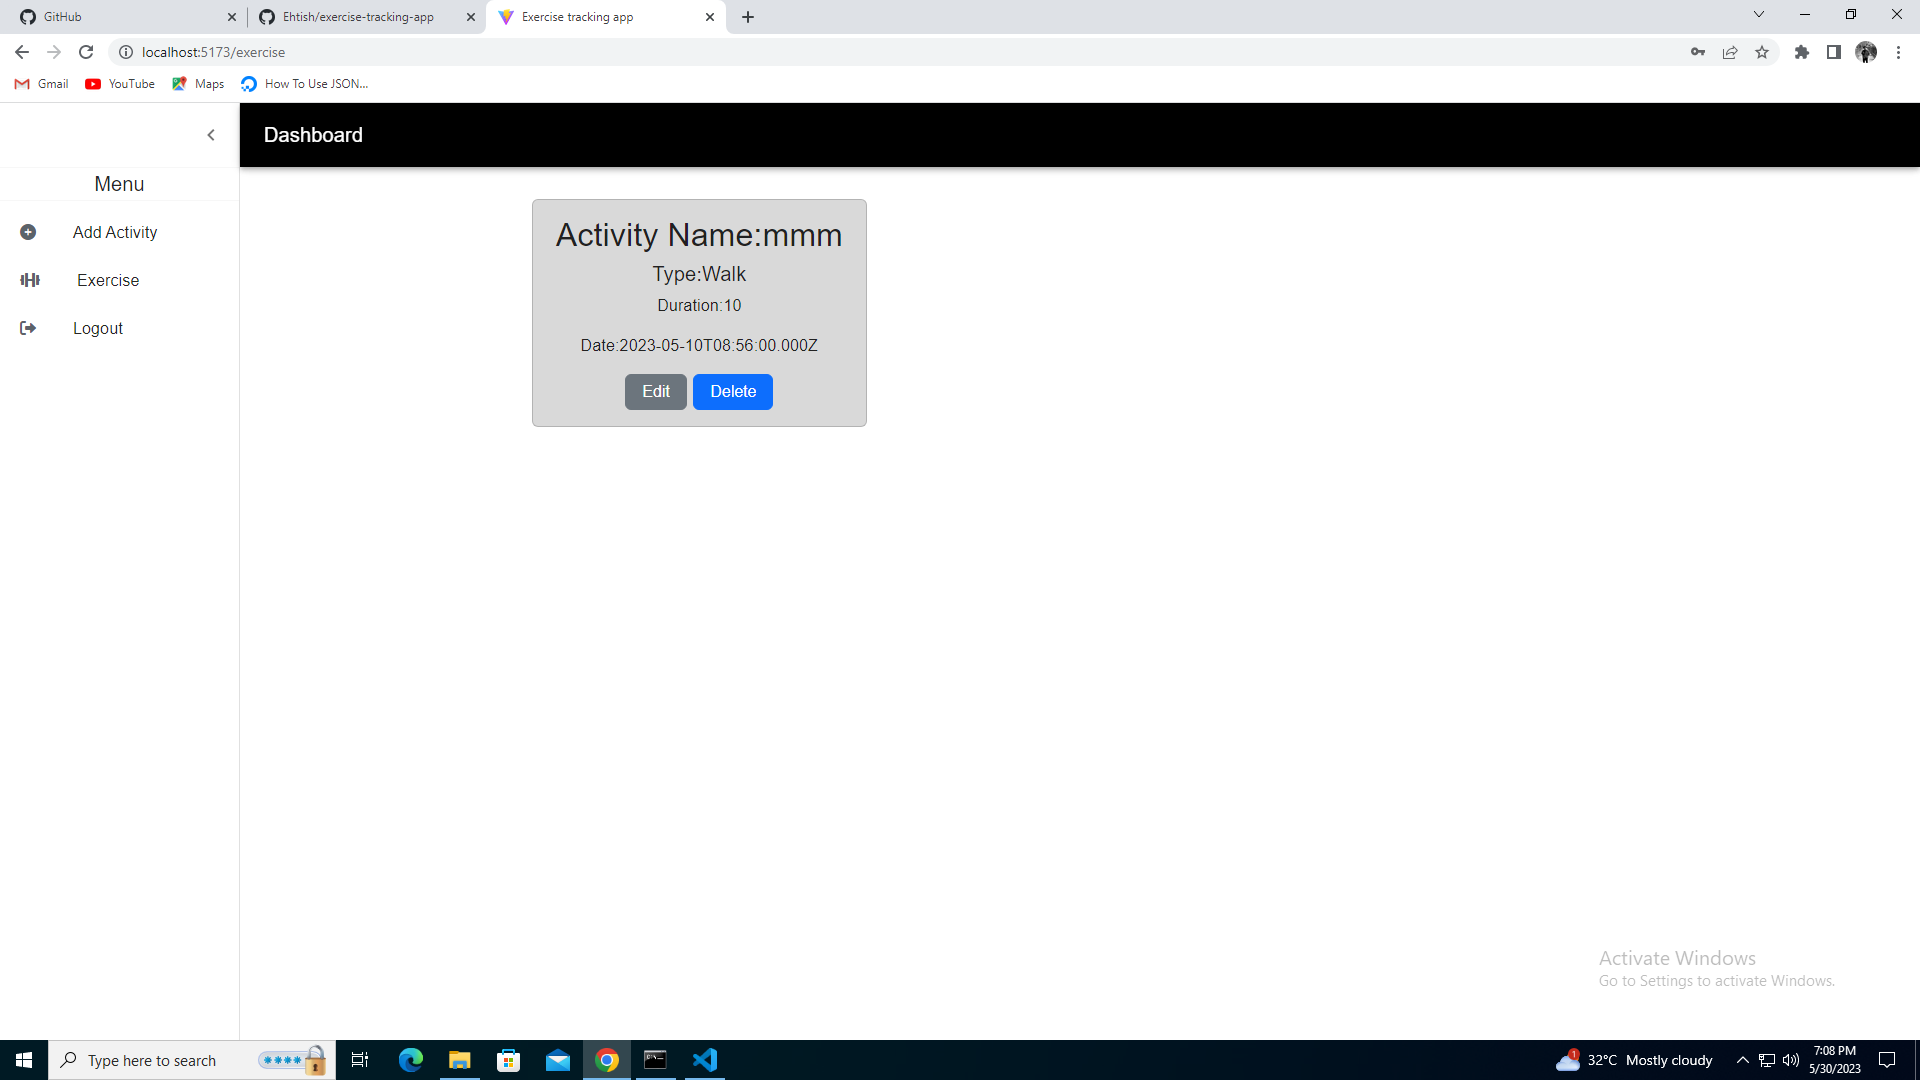 GitHub
Ehtish/exercise-tracking-app
Exercise tracking app
localhost:5173/exercise
Gmail
YouTube
Maps
How To Use JSON...
Dashboard
Menu
Add Activity
Exercise
Logout
Activity Name:mmm
Type:Walk
Duration:10
Date:2023-05-10T08:56:00.000Z
Edit
Delete
Activate Windows
Go to Settings to activate Windows.
Type here to search
1
32°C Mostly cloudy
7:08 PM
5/30/2023